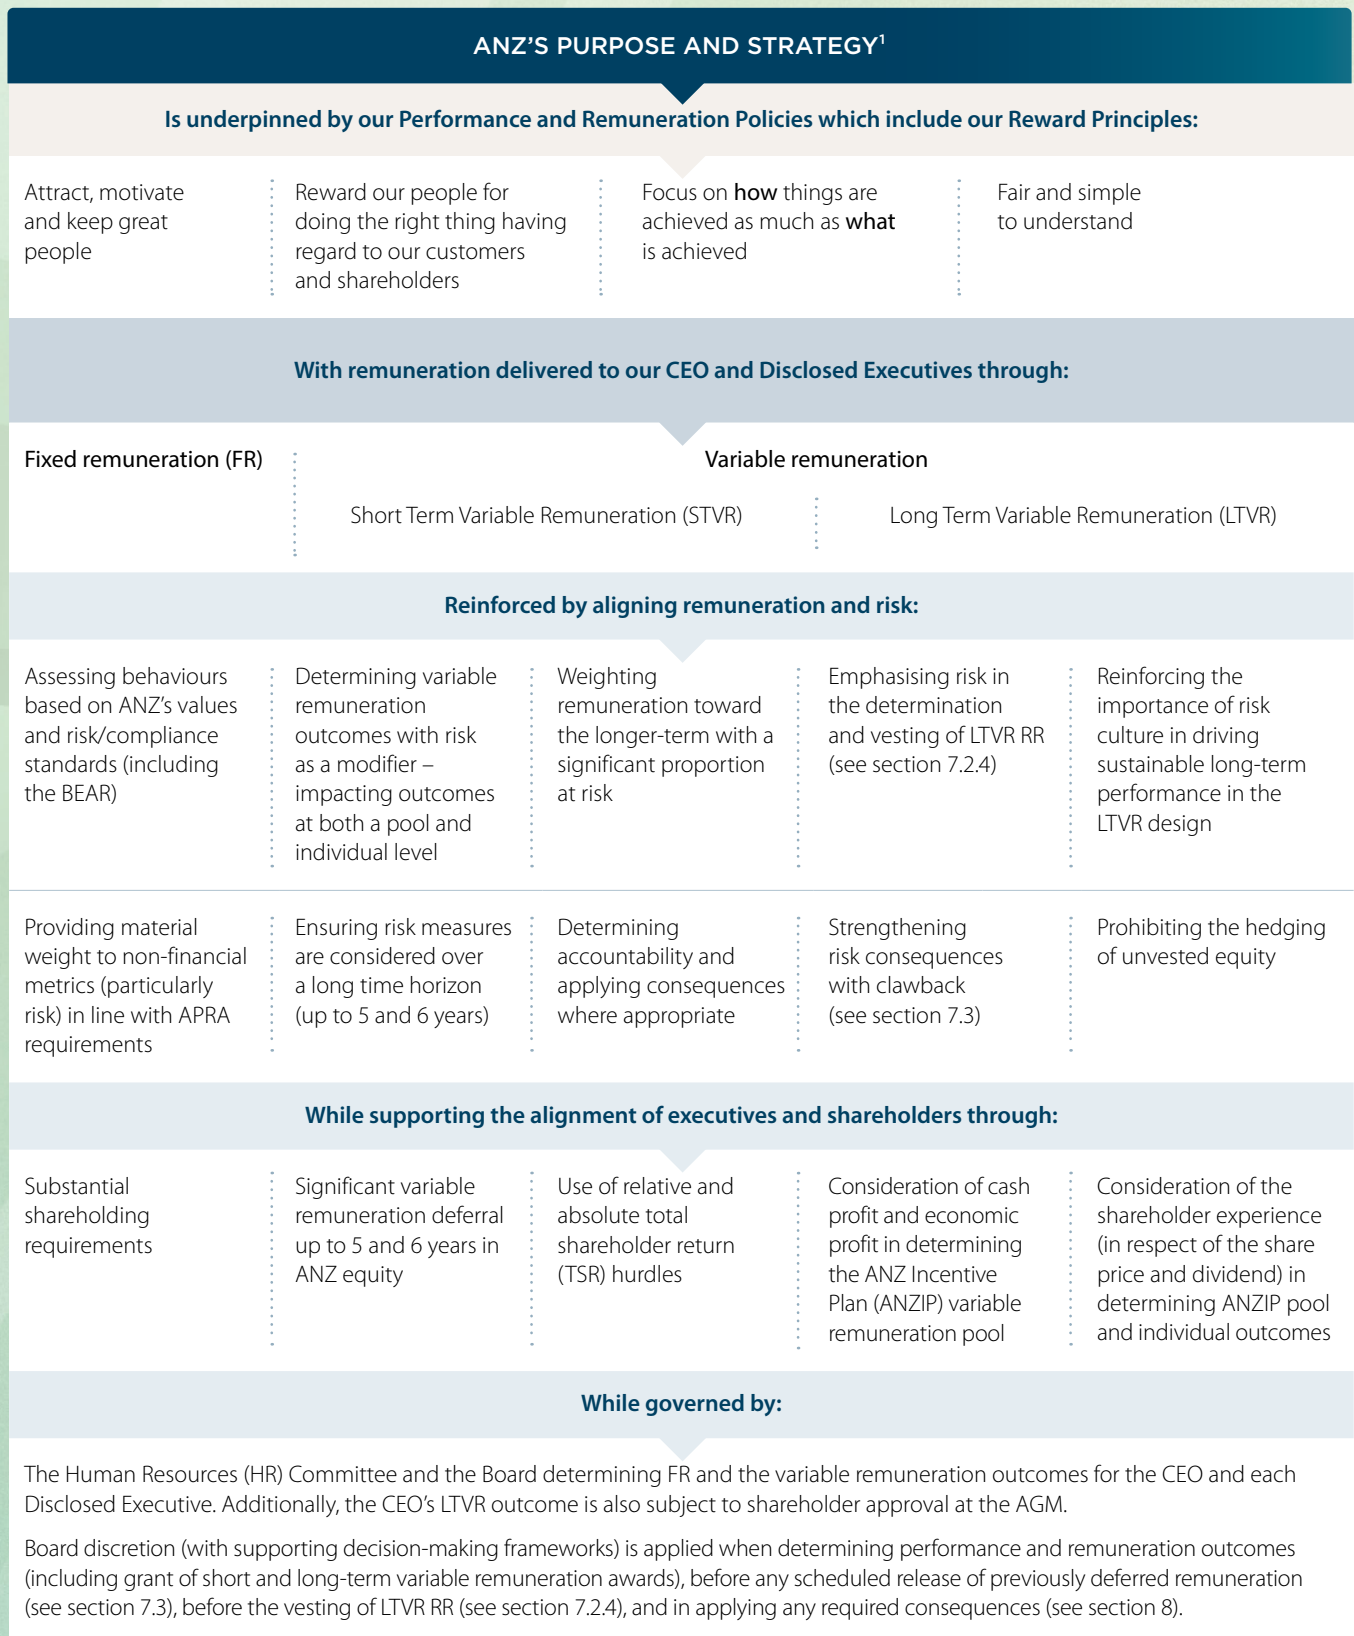 ANZ'S PURPOSE AND STRATEGY¹
Is underpinned by our Performance and Remuneration Policies which include our Reward Principles:
Attract, motivate
and keep great
people
Reward our people for
doing the right thing having
regard to our customers
and shareholders
Focus on how things are
achieved as much as what
is achieved
Fair and simple
to understand
With remuneration delivered to our CEO and Disclosed Executives through:
Fixed remuneration (FR)
Variable remuneration
Short Term Variable Remuneration (STVR)
Long Term Variable Remuneration (LTVR)
Reinforced by aligning remuneration and risk:
Assessing behaviours
based on ANZ's values
and risk/compliance
standards (including
the BEAR)
Determining variable
remuneration
outcomes with risk
as a modifier –
impacting outcomes
at both a pool and
individual level
Weighting
remuneration toward
the longer-term with a
significant proportion
at risk
Emphasising risk in
the determination
and vesting of LTVR RR
(see section 7.2.4)
Reinforcing the
importance of risk
culture in driving
sustainable long-term
performance in the
LTVR design
Providing material
weight to non-financial
metrics (particularly
risk) in line with APRA
requirements
Ensuring risk measures
are considered over
a long time horizon
(up to 5 and 6 years)
Determining
accountability and
applying consequences
where appropriate
Strengthening
risk consequences
with clawback
(see section 7.3)
Prohibiting the hedging
of unvested equity
While supporting the alignment of executives and shareholders through:
Substantial
shareholding
requirements
Significant variable
remuneration deferral
up to 5 and 6 years in
ANZ equity
Use of relative and
absolute total
shareholder return
(TSR) hurdles
Consideration of cash
profit and economic
profit in determining
the ANZ Incentive
Plan (ANZIP) variable
remuneration pool
Consideration of the
shareholder experience
(in respect of the share
price and dividend) in
determining ANZIP pool
and individual outcomes
While governed by:
The Human Resources (HR) Committee and the Board determining FR and the variable remuneration outcomes for the CEO and each
Disclosed Executive. Additionally, the CEO's LTVR outcome is also subject to shareholder approval at the AGM.
Board discretion (with supporting decision-making frameworks) is applied when determining performance and remuneration outcomes
(including grant of short and long-term variable remuneration awards), before any scheduled release of previously deferred remuneration
(see section 7.3), before the vesting of LTVR RR (see section 7.2.4), and in applying any required consequences (see section 8).